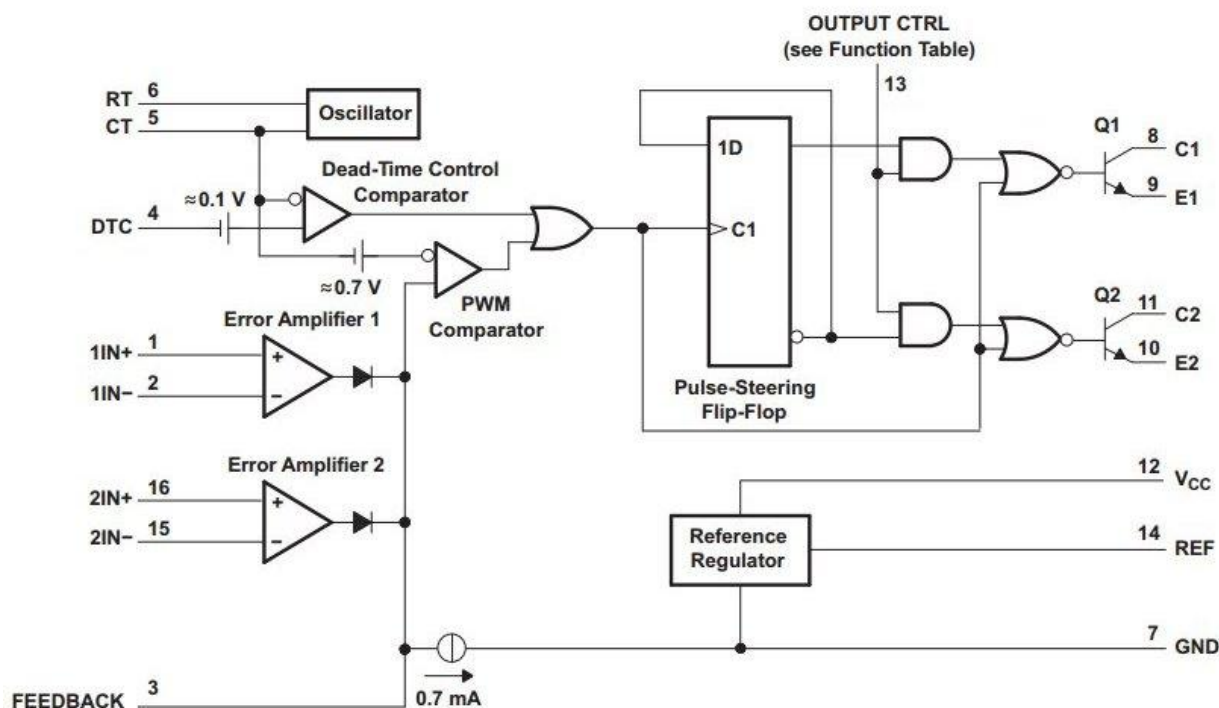 OUTPUT CTRL
(see Function Table)
13
RT 6
CT 5
Oscillator
Dead-Time Control
Comparator
≈ 0.1 V
DTC 4
≈ 0.7 V
PWM
Comparator
1D
C1
Pulse-Steering
Flip-Flop
Q1
8 C1
9 E1
Q2
11 C2
10 E2
Error Amplifier 1
1IN+ 1
1IN− 2
+
−
Error Amplifier 2
2IN+ 16
2IN− 15
+
−
12 VCC
Reference
Regulator
14 REF
7 GND
0.7 mA
FEEDBACK 3